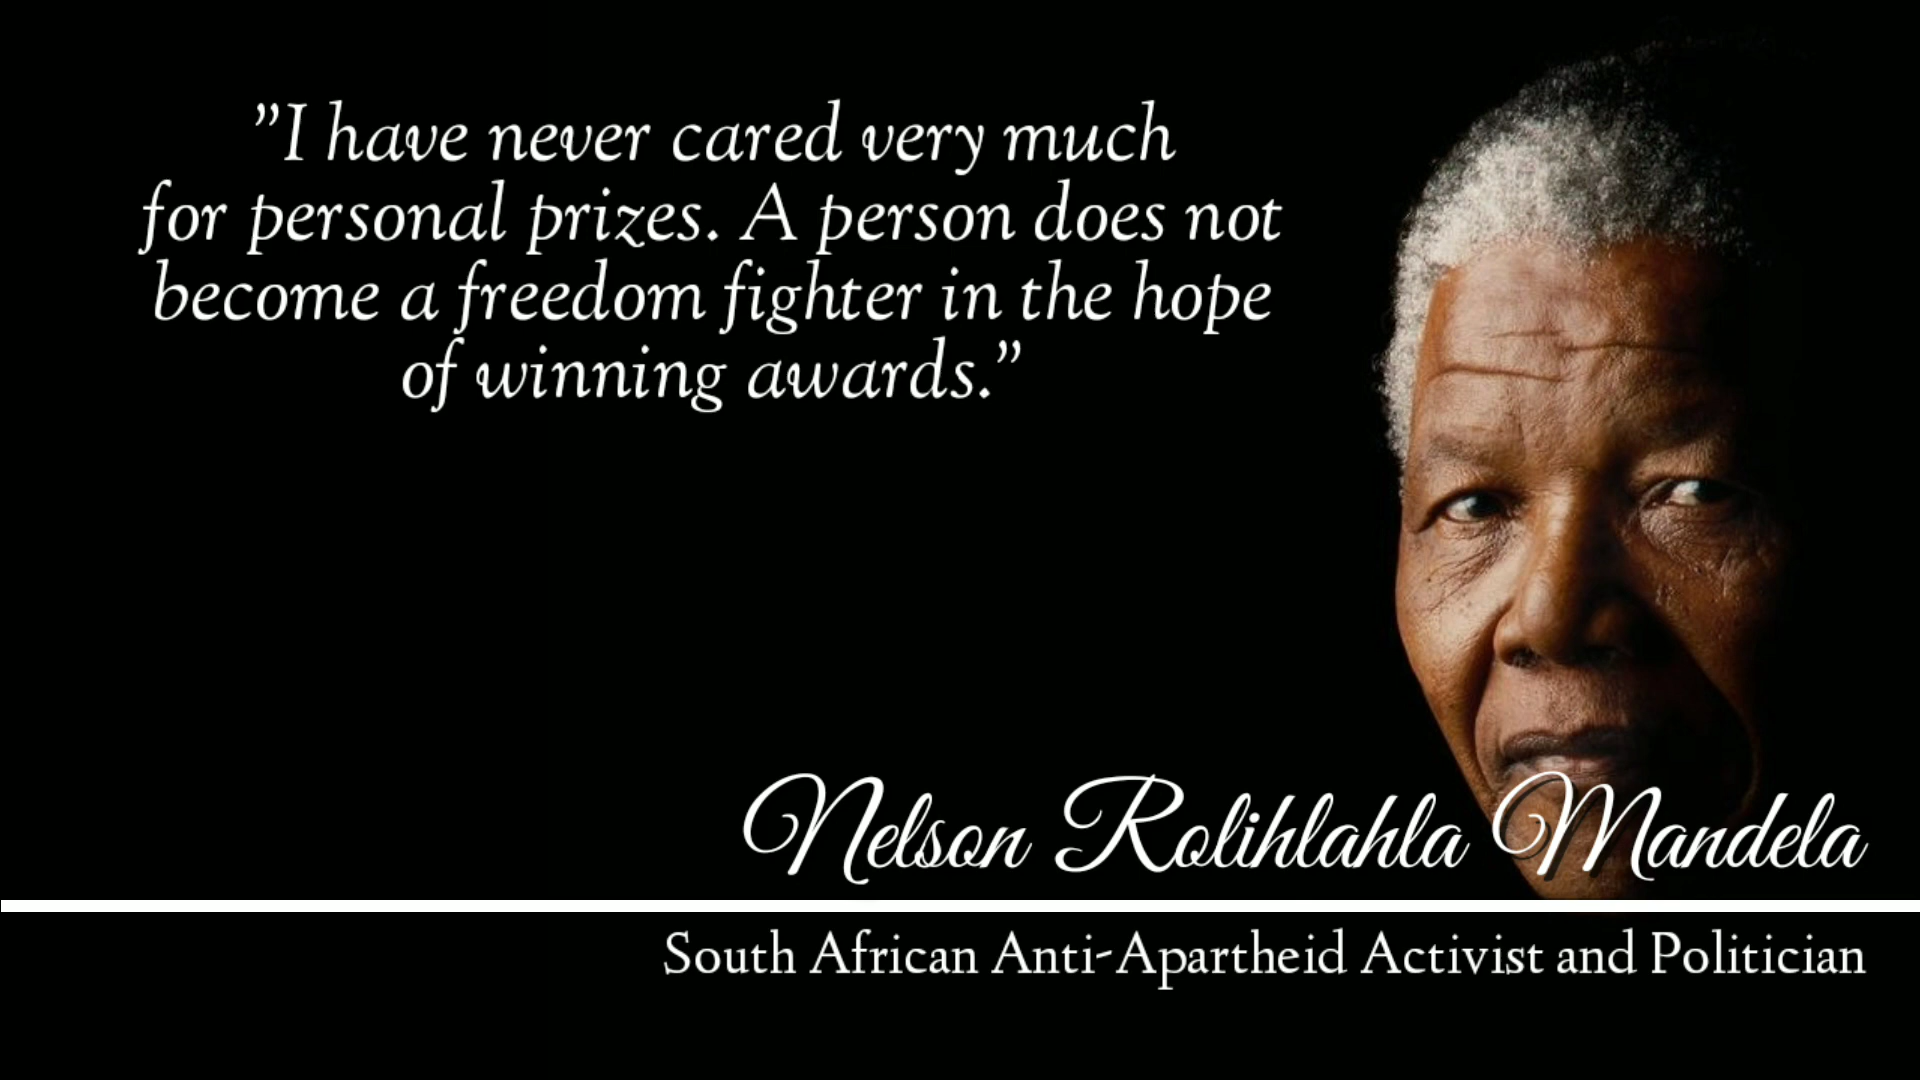 ”I have never cared very much
for personal prizes. A person does not
become a freedom fighter in the hope
of winning awards.”
Nelson Rolihlahla Mandela
South African Anti-Apartheid Activist and Politician